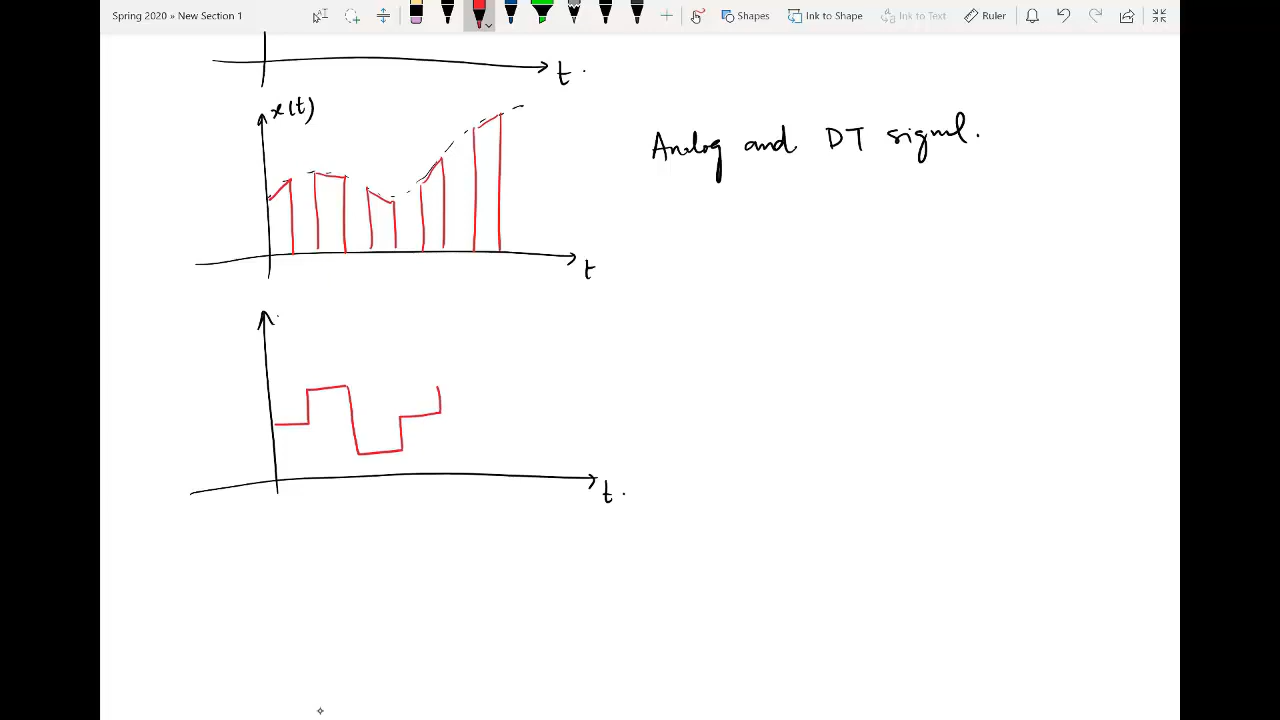 Spring 2020 » New Section 1
Shapes
Ink to Shape
Ink to Text
Ruler
t.
x(t)
Analog and DT signal.
t
t.